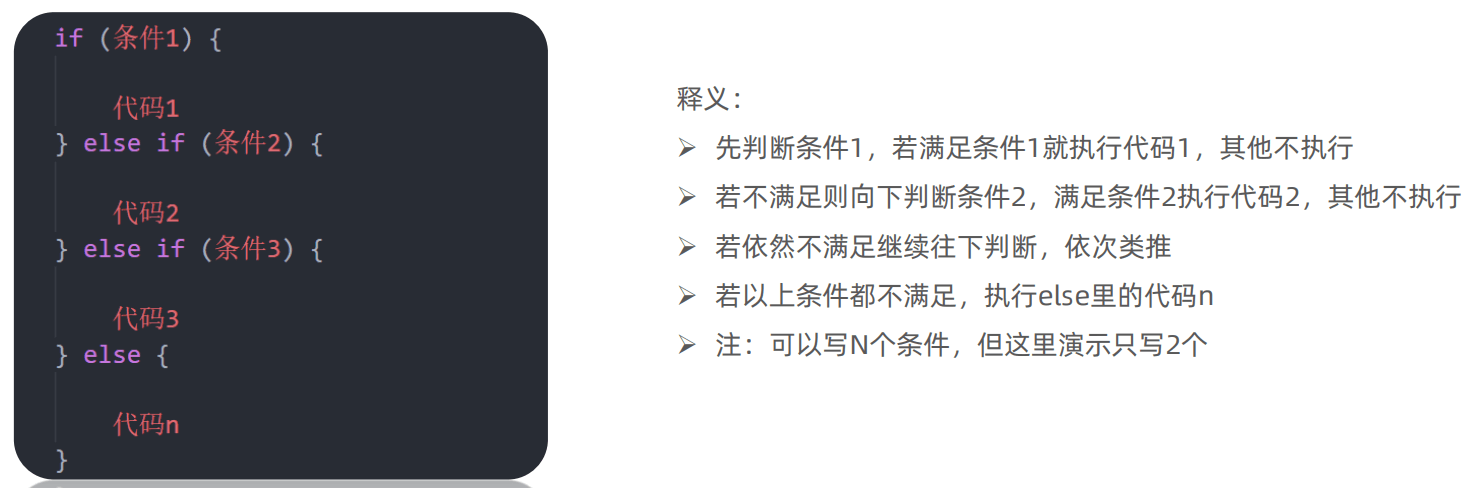 if (条件1) {
代码1
} else if (条件2) {
代码2
} else if (条件3) {
代码3
} else {
代码n
}
释义：
➢ 先判断条件1，若满足条件1就执行代码1，其他不执行
➢ 若不满足则向下判断条件2，满足条件2执行代码2，其他不执行
➢ 若依然不满足继续往下判断，依次类推
➢ 若以上条件都不满足，执行else里的代码n
➢ 注：可以写N个条件，但这里演示只写2个